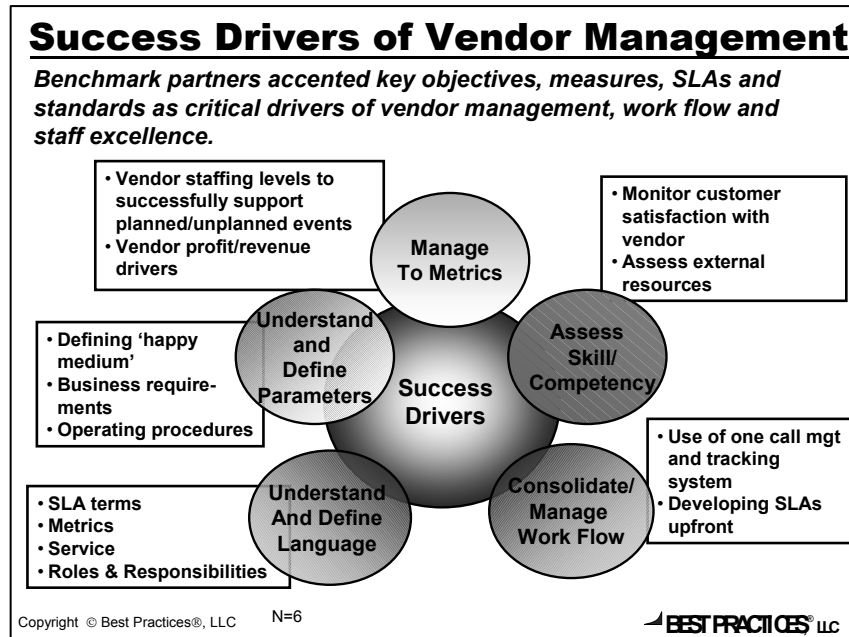 Success Drivers of Vendor Management
Benchmark partners accented key objectives, measures, SLAs and
standards as critical drivers of vendor management, work flow and
staff excellence.
• Vendor staffing levels to
successfully support
planned/unplanned events
• Vendor profit/revenue
drivers
Manage
To Metrics
• Monitor customer
satisfaction with
vendor
• Assess external
resources
• Defining ‘happy
medium’
• Business require-
ments
• Operating procedures
Understand
and
Define
Parameters
Success
Drivers
Assess
Skill/
Competency
• SLA terms
• Metrics
• Service
• Roles & Responsibilities
Understand
And Define
Language
Consolidate/
Manage
Work Flow
• Use of one call mgt
and tracking
system
• Developing SLAs
upfront
Copyright © Best Practices®, LLC
N=6
BEST PRACTICES, ® LLC